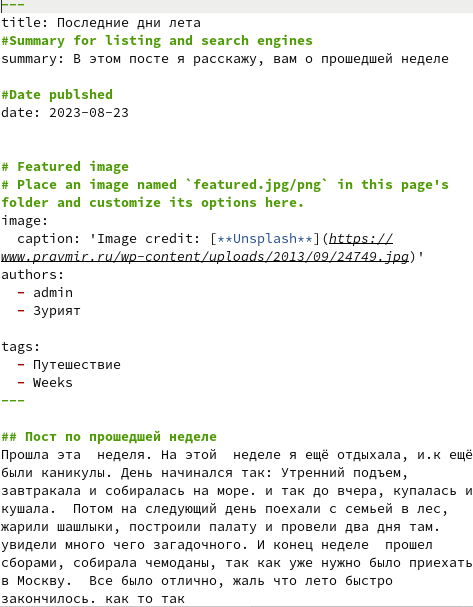 ---
title: Последние дни лета
#Summary for listing and search engines
summary: В этом посте я расскажу, вам о прошедшей неделе
#Date publshed
date: 2023-08-23
# Featured image
# Place an image named `featured.jpg/png` in this page's
folder and customize its options here.
image:
caption: 'Image credit: [**Unsplash**](https://
www.pravmir.ru/wp-content/uploads/2013/09/24749.jpg)'
authors:
- admin
- Зурият
tags:
- Путешествие
- Weeks
---
## Пост по прошедшей неделе
Прошла эта  неделя. На этой  неделе я ещё отдыхала, и.к ещё
были каникулы. День начинался так: Утренний подъем,
завтракала и собиралась на море. и так до вчера, купалась и
кушала.  Потом на следующий день поехали с семьей в лес,
жарили шашлыки, построили палату и провели два дня там.
увидели много чего загадочного. И конец неделе  прошел
сборами, собирала чемоданы, так как уже нужно было приехать
в Москву.  Все было отлично, жаль что лето быстро
закончилось. как то так